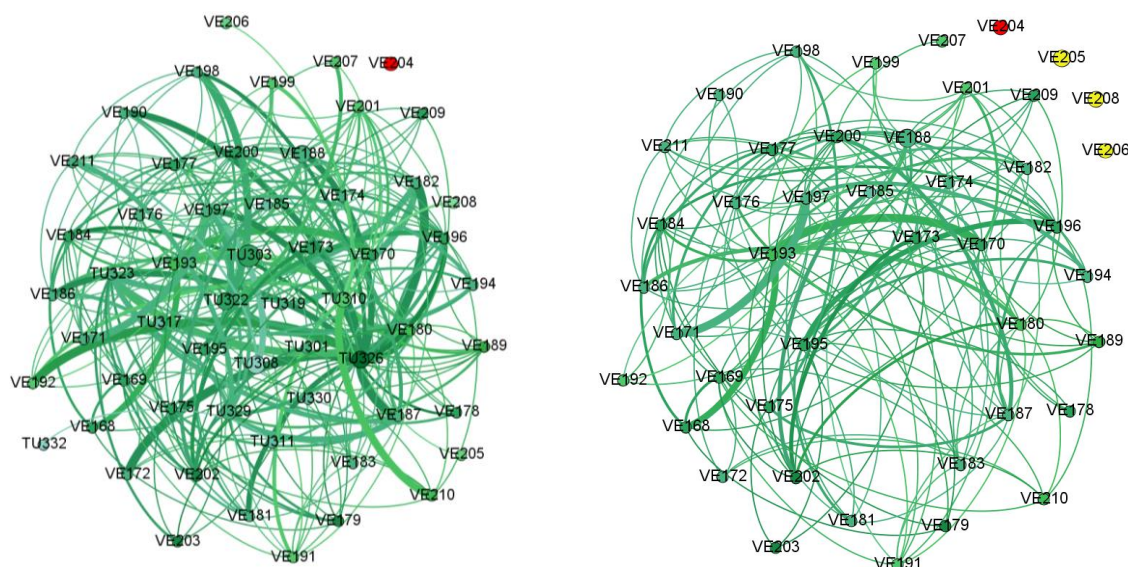 VE206
VE207
VE204
VE198
VE199
VE190
VE201
VE209
VE211
VE177
VE200
VE188
VE182
VE176
VE197
VE185
VE174
VE208
VE184
VE193
TU303
VE173
VE170
VE196
TU323
VE186
TU322
TU319
TU310
VE194
TU317
VE171
VE195
TU301
VE180
VE189
VE192
VE169
TU308
TU326
VE168
VE175
TU329
TU330
VE187
VE178
TU332
TU311
VE172
VE202
VE183
VE205
VE210
VE181
VE179
VE203
VE191
VE204
VE207
VE198
VE199
VE205
VE190
VE201
VE209
VE208
VE211
VE177
VE200
VE188
VE206
VE182
VE176
VE197
VE185
VE174
VE184
VE193
VE173
VE170
VE196
VE186
VE194
VE171
VE195
VE180
VE189
VE192
VE169
VE168
VE175
VE187
VE178
VE172
VE202
VE183
VE210
VE181
VE179
VE203
VE191